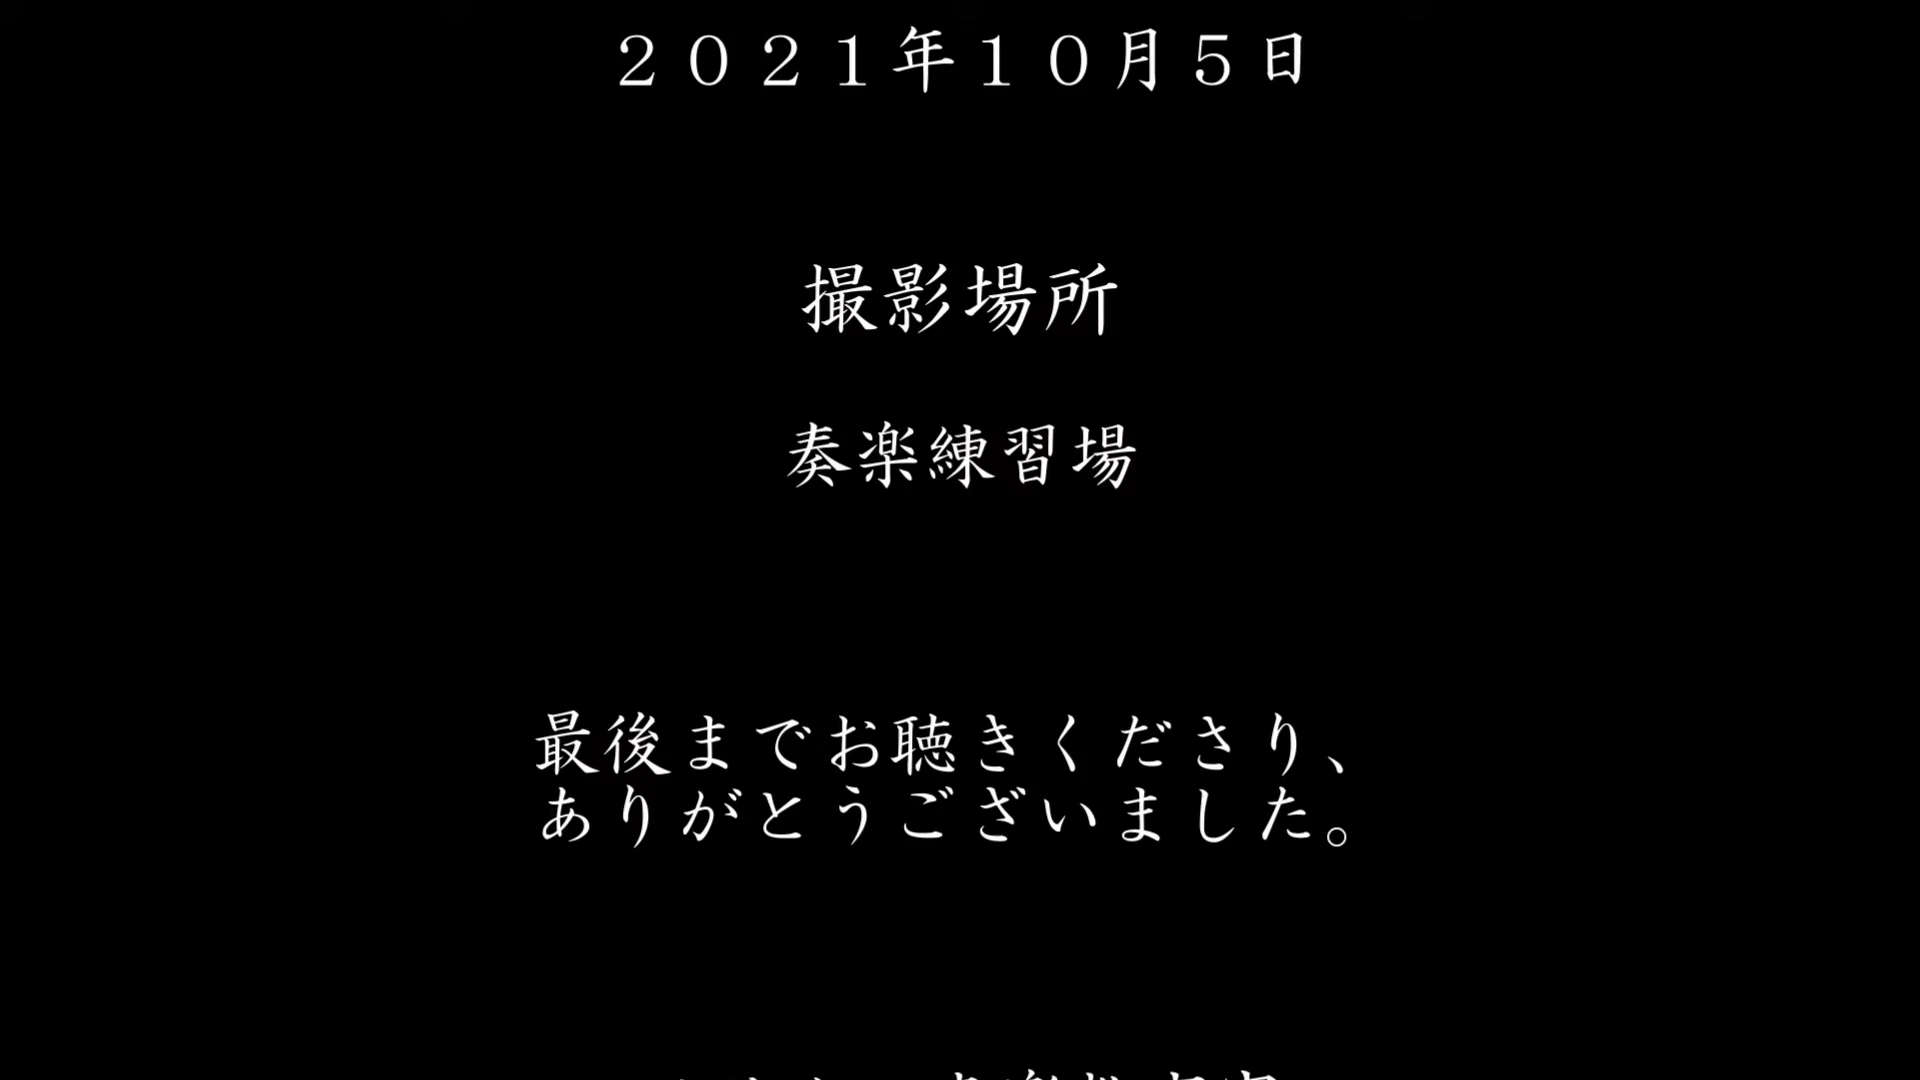 ２０２１年１０月５日
撮影場所
奏楽練習場
最後までお聴きくださり、
ありがとうございました。